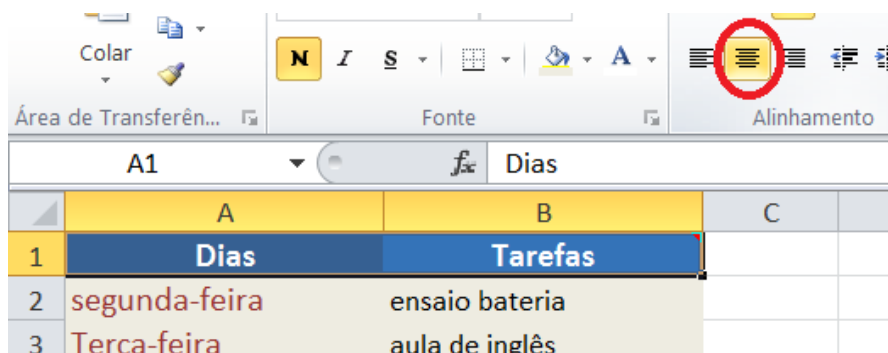 Colar
N I S A
Área de Transferên... Fonte Alinhamento
A1 fx Dias
A B C
1 Dias Tarefas
2 segunda-feira ensaio bateria
3 Terça-feira aula de inglês